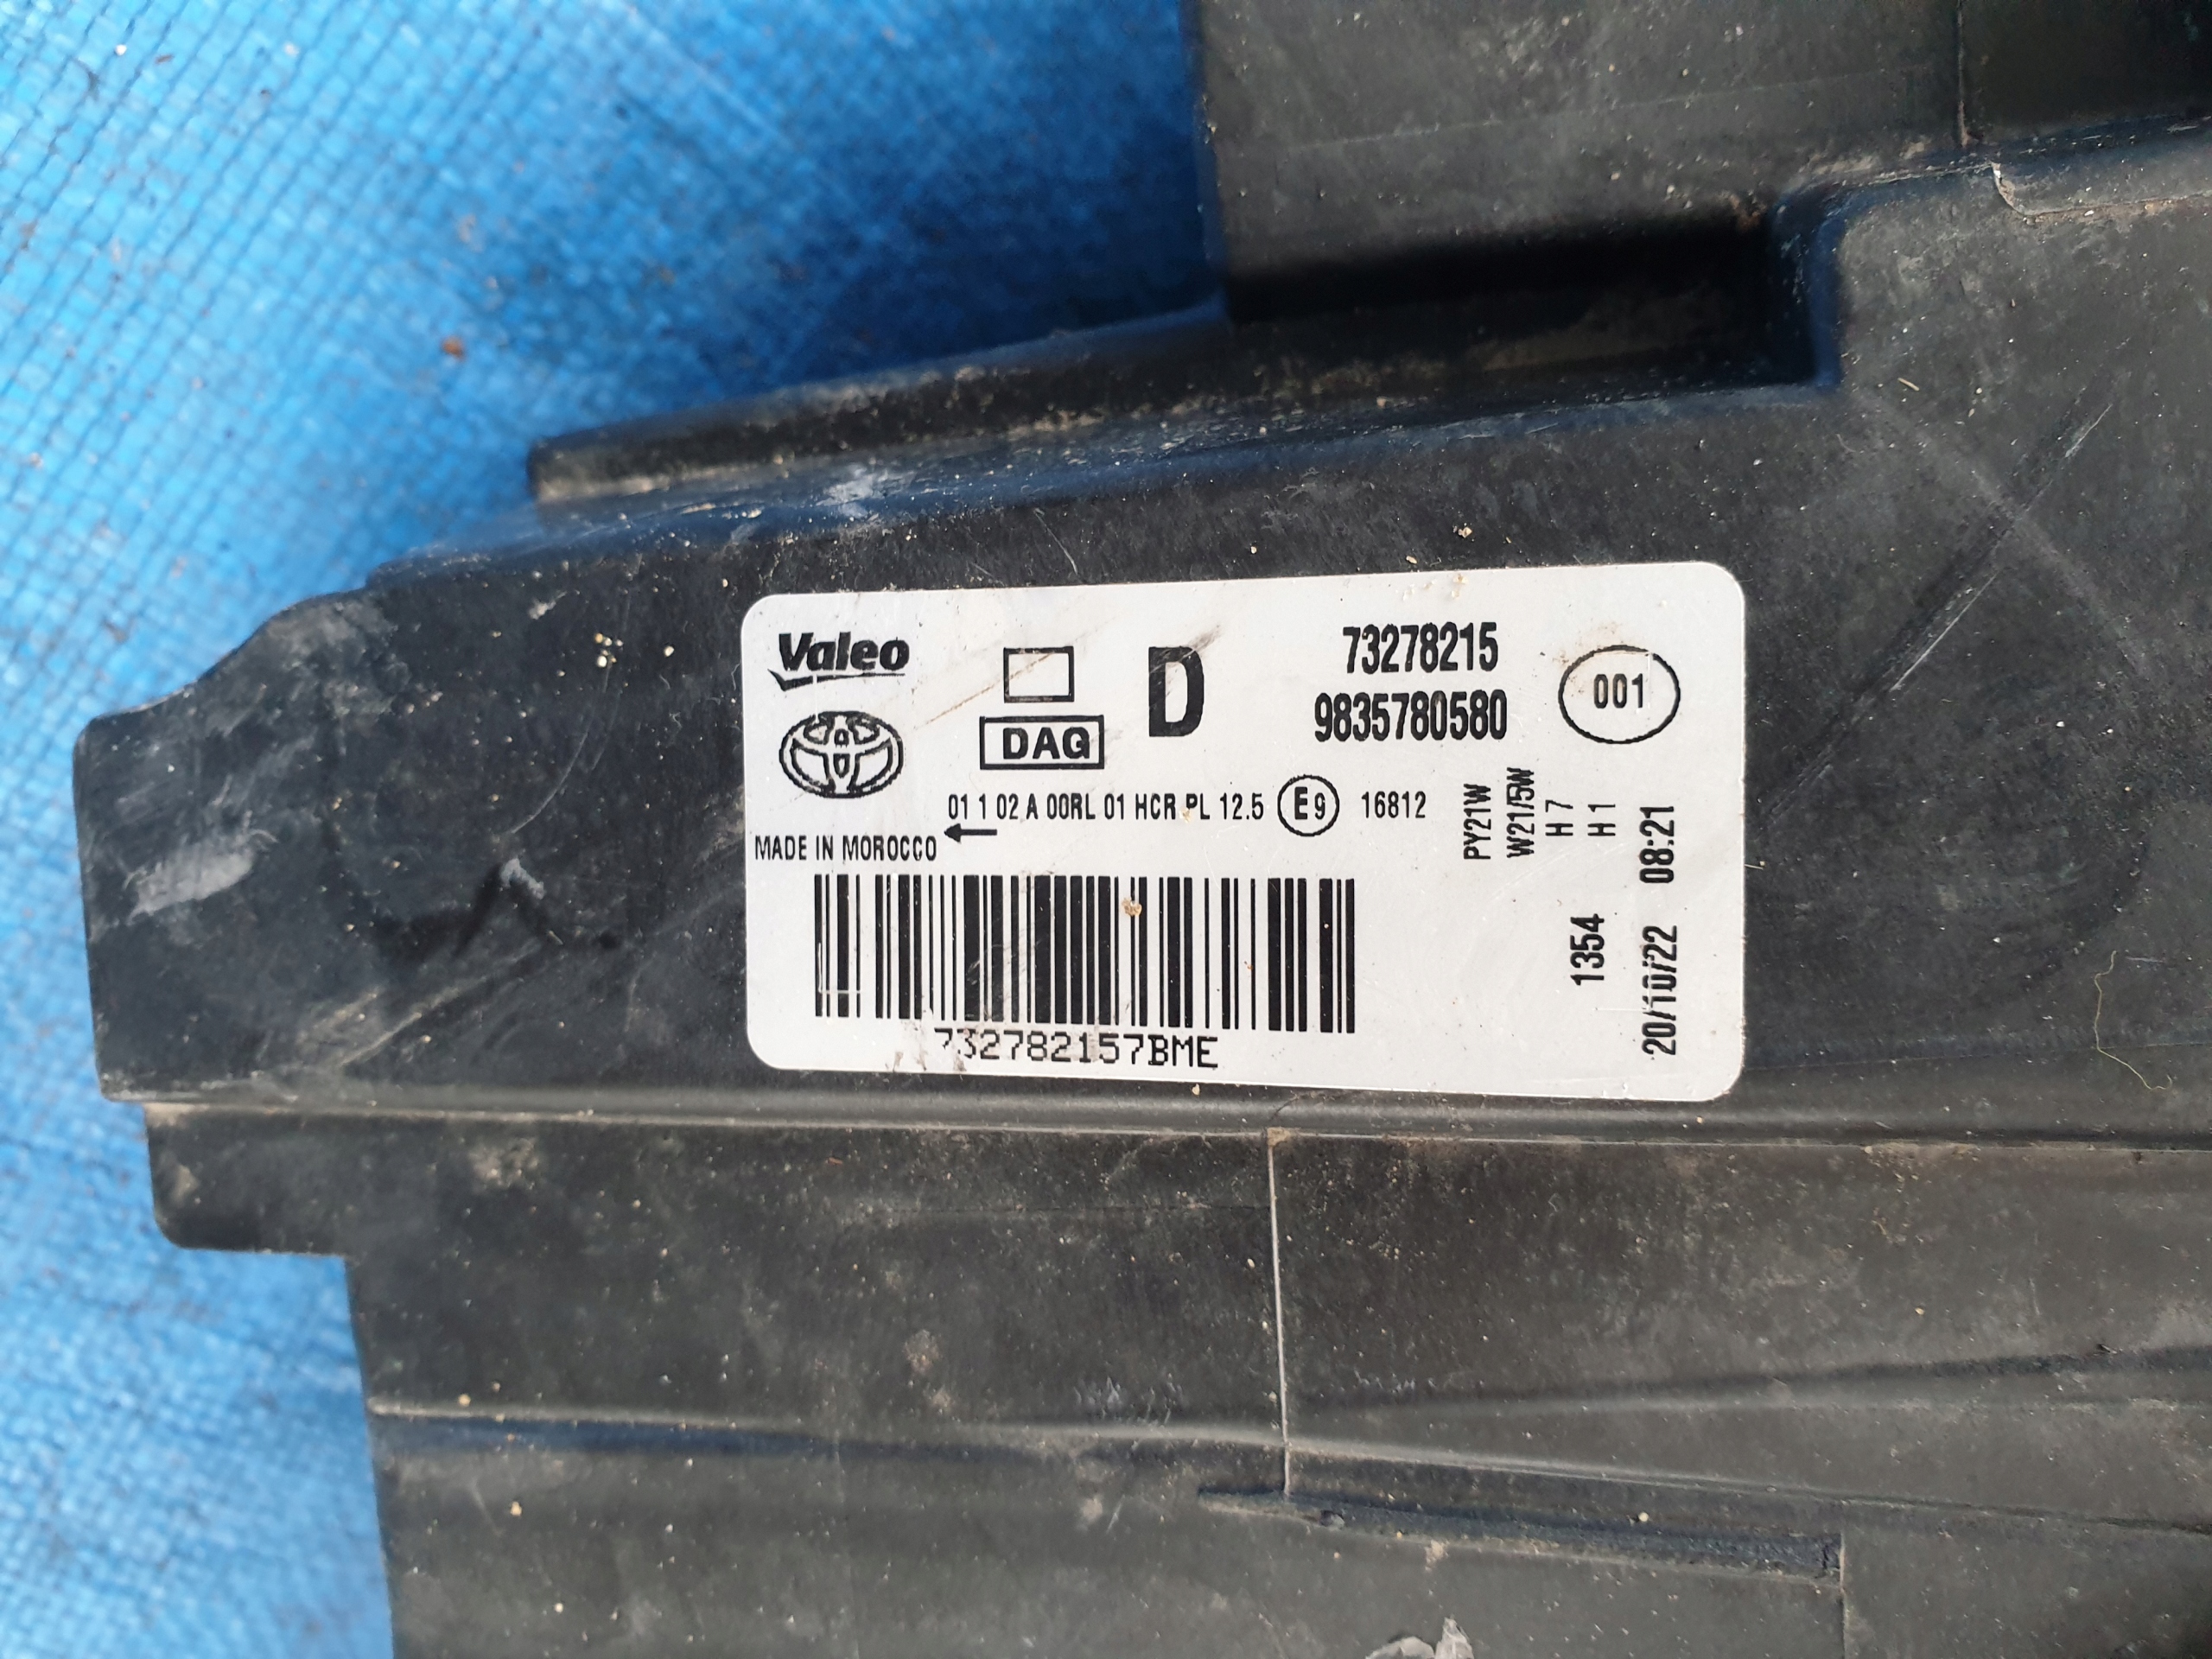 Valeo
D
73278215
9835780580
001
DAG
01 1 02 A 00RL 01 HCR PL 12.5 E9 16812
MADE IN MOROCCO
PY21W
W21/5W
H7
H1
1354
20/10/22 08:21
732782157BME